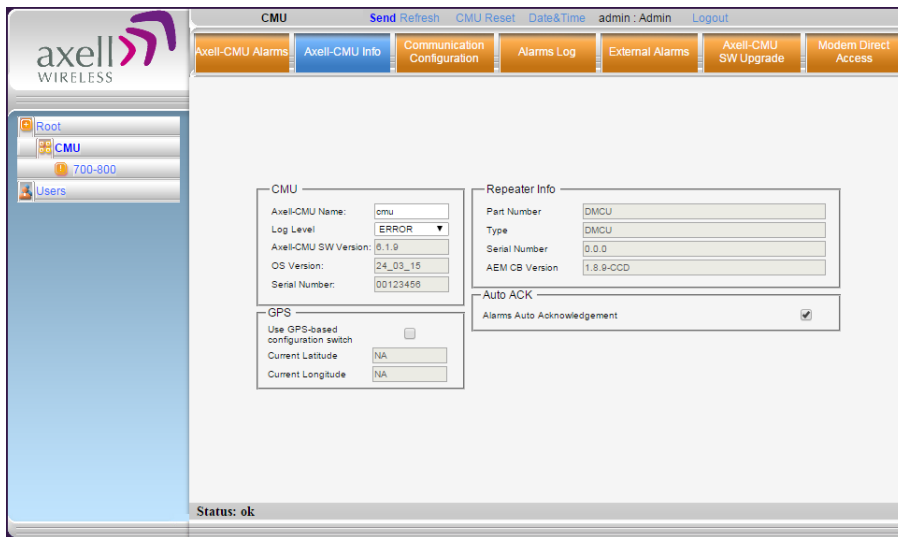 axell
WIRELESS
CMU Send Refresh CMU Reset Date&Time admin : Admin Logout
Axell-CMU Alarms
Axell-CMU Info
Communication
Configuration
Alarms Log
External Alarms
Axell-CMU
SW Upgrade
Modem Direct
Access
Root
CMU
700-800
Users
CMU
Axell-CMU Name: cmu
Log Level ERROR
Axell-CMU SW Version: 6.1.9
OS Version: 24_03_15
Serial Number: 00123456
GPS
Use GPS-based
configuration switch
Current Latitude NA
Current Longitude NA
Repeater Info
Part Number DMCU
Type DMCU
Serial Number 0.0.0
AEM CB Version 1.8.9-CCD
Auto ACK
Alarms Auto Acknowledgement
Status: ok